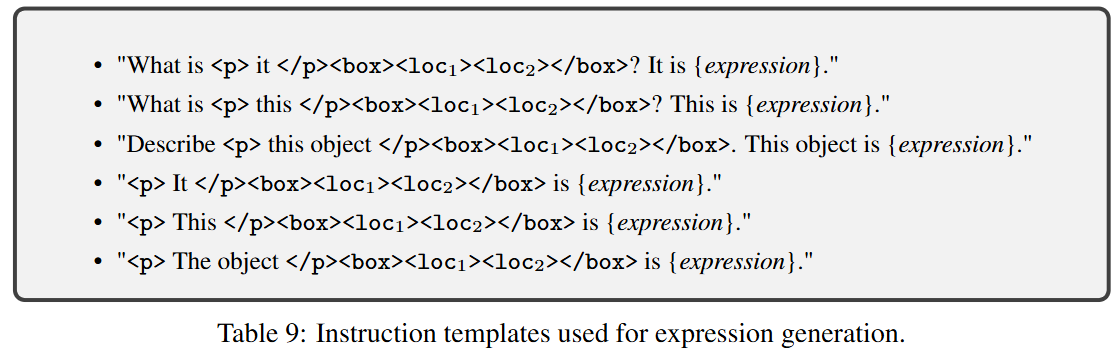 • "What is <p> it </p><box><loc₁><loc₂></box>? It is {expression}."
• "What is <p> this </p><box><loc₁><loc₂></box>? This is {expression}."
• "Describe <p> this object </p><box><loc₁><loc₂></box>. This object is {expression}."
• "<p> It </p><box><loc₁><loc₂></box> is {expression}."
• "<p> This </p><box><loc₁><loc₂></box> is {expression}."
• "<p> The object </p><box><loc₁><loc₂></box> is {expression}."
Table 9: Instruction templates used for expression generation.